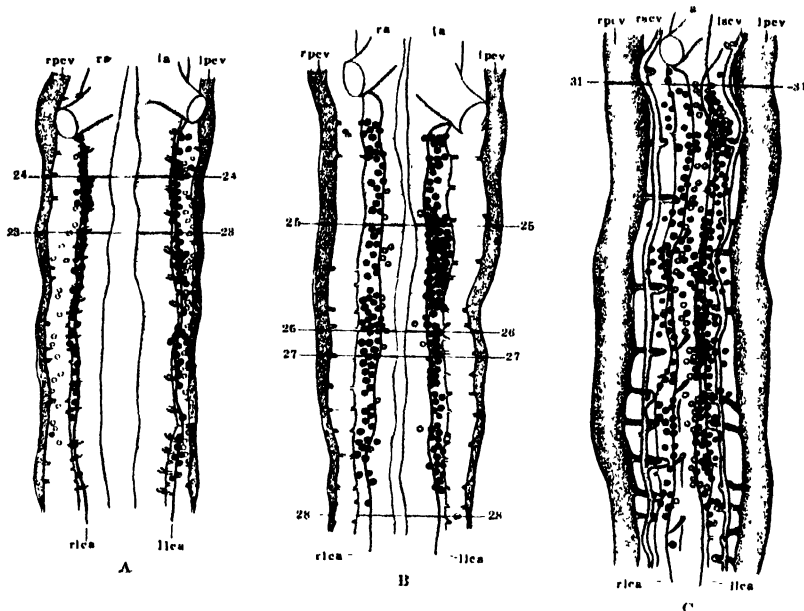 rpcv ra la lpcv
24 24
23 23
rlca llca
A
rpcv ra la lpcv
25 25
26 26
27 27
28 28
rlca llca
B
rpcv rscv a lscv lpcv
31 31
rlca llca
C